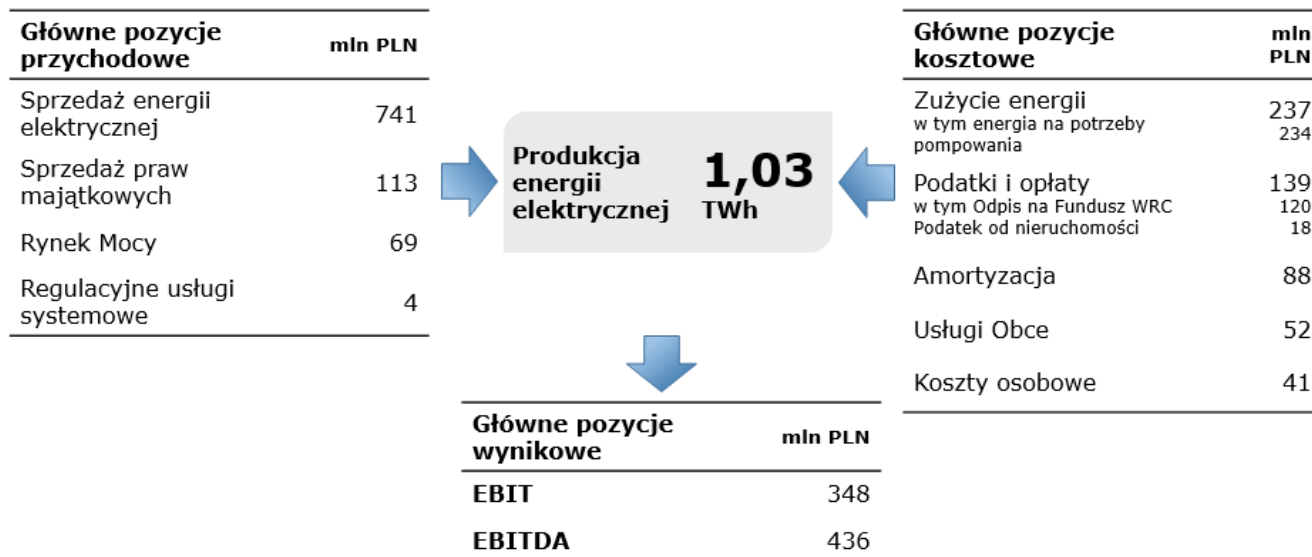 Główne pozycje
przychodowe
mln PLN
Sprzedaż energii
elektrycznej
741
Sprzedaż praw
majątkowych
113
Rynek Mocy
69
Regulacyjne usługi
systemowe
4
Produkcja
energii
elektrycznej
1,03
TWh
Główne pozycje
kosztowe
mln
PLN
Zużycie energii
237
w tym energia na potrzeby
pompowania
234
Podatki i opłaty
139
w tym Odpis na Fundusz WRC
120
Podatek od nieruchomości
18
Amortyzacja
88
Usługi Obce
52
Koszty osobowe
41
Główne pozycje
wynikowe
mln PLN
EBIT
348
EBITDA
436